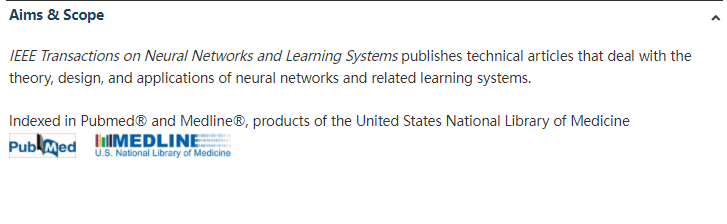 Aims & Scope
IEEE Transactions on Neural Networks and Learning Systems publishes technical articles that deal with the
theory, design, and applications of neural networks and related learning systems.
Indexed in Pubmed® and Medline®, products of the United States National Library of Medicine
PubMed MEDLINE
U.S. National Library of Medicine